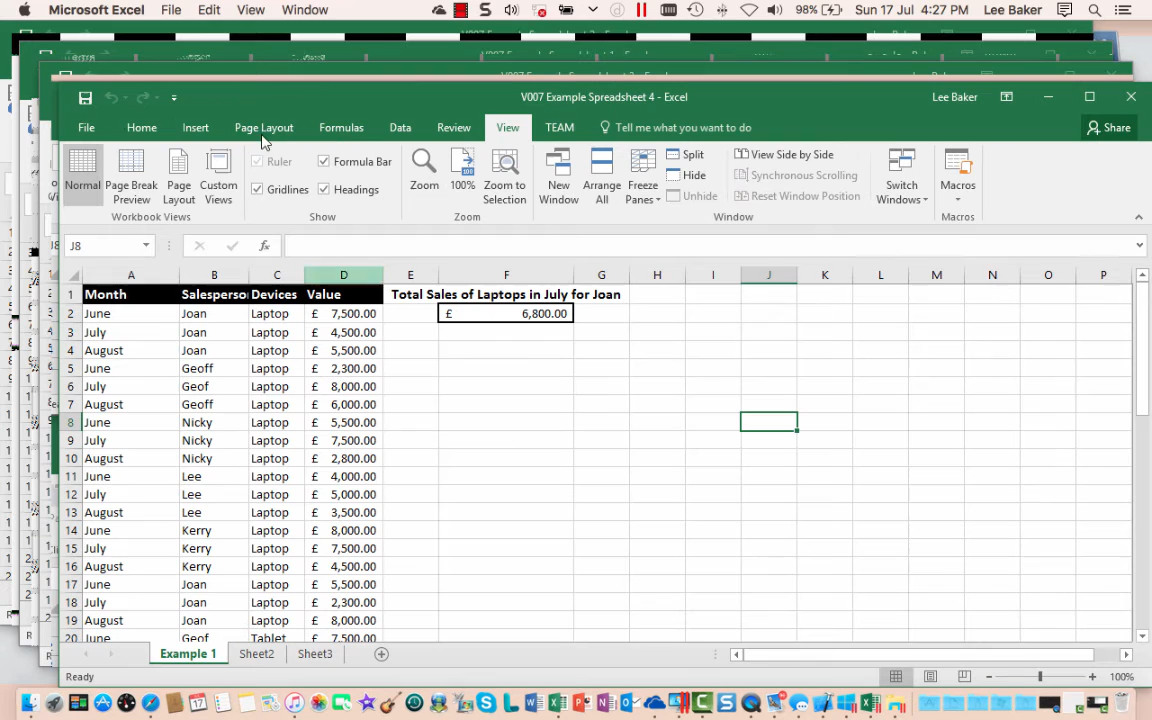 Microsoft Excel File Edit View Window 98% Sun 17 Jul 4:27 PM Lee Baker
V007 Example Spreadsheet 4 - Excel Lee Baker
File Home Insert Page Layout Formulas Data Review View TEAM Tell me what you want to do Share
Normal Page Break Preview Page Layout Custom Views
Ruler Formula Bar
Gridlines Headings
Zoom 100% Zoom to Selection
New Window Arrange All Freeze Panes
Split
Hide
Unhide
View Side by Side
Synchronous Scrolling
Reset Window Position
Switch Windows Macros
Workbook Views Show Zoom Window Macros
J8 fx
A B C D E F G H I J K L M N O P
1 Month Salesperso Devices Value Total Sales of Laptops in July for Joan
2 June Joan Laptop £ 7,500.00 £ 6,800.00
3 July Joan Laptop £ 4,500.00
4 August Joan Laptop £ 5,500.00
5 June Geoff Laptop £ 2,300.00
6 July Geof Laptop £ 8,000.00
7 August Geoff Laptop £ 6,000.00
8 June Nicky Laptop £ 5,500.00
9 July Nicky Laptop £ 7,500.00
10 August Nicky Laptop £ 2,800.00
11 June Lee Laptop £ 4,000.00
12 July Lee Laptop £ 5,000.00
13 August Lee Laptop £ 3,500.00
14 June Kerry Laptop £ 8,000.00
15 July Kerry Laptop £ 7,500.00
16 August Kerry Laptop £ 4,500.00
17 June Joan Laptop £ 5,500.00
18 July Joan Laptop £ 2,300.00
19 August Joan Laptop £ 8,000.00
20 June Geof Tablet £ 7,500.00
Example 1 Sheet2 Sheet3
Ready 100%